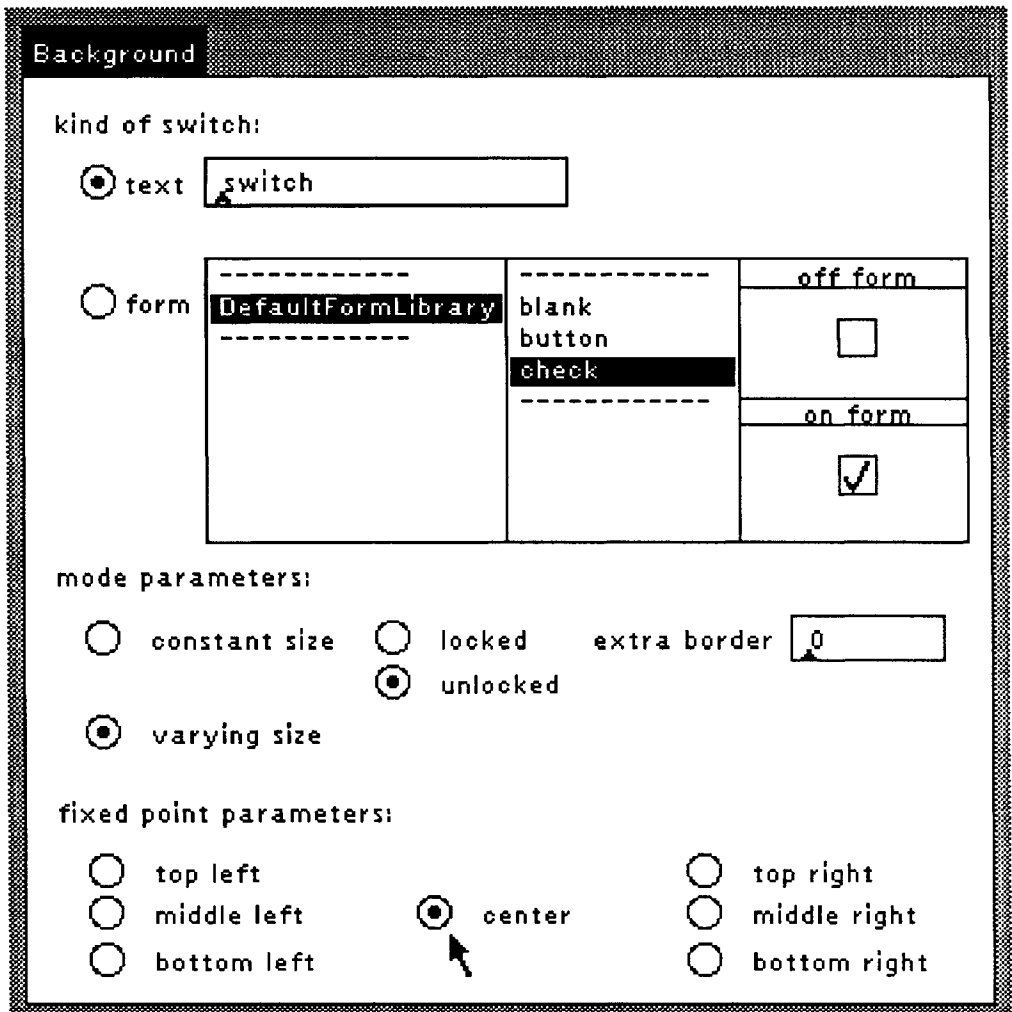 Background
kind of switch:
text switch
form
------------
DefaultFormLibrary
------------
------------
blank
button
check
------------
off form
on form
mode parameters:
constant size locked extra border 0
unlocked
varying size
fixed point parameters:
top left top right
middle left center middle right
bottom left bottom right